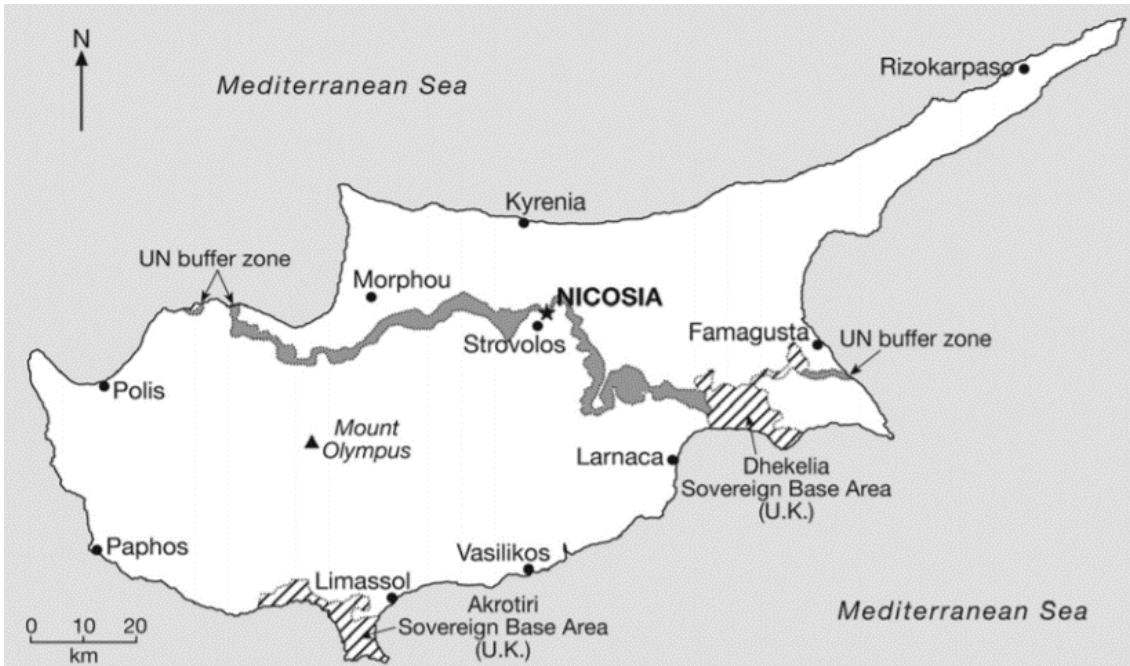 N
Mediterranean Sea
Rizokarpaso
Kyrenia
UN buffer zone
Morphou
NICOSIA
Strovolos
Famagusta
UN buffer zone
Polis
Mount
Olympus
Larnaca
Dhekelia
Sovereign Base Area
(U.K.)
Paphos
Vasilikos
Limassol
Akrotiri
Sovereign Base Area
(U.K.)
Mediterranean Sea
0 10 20
km